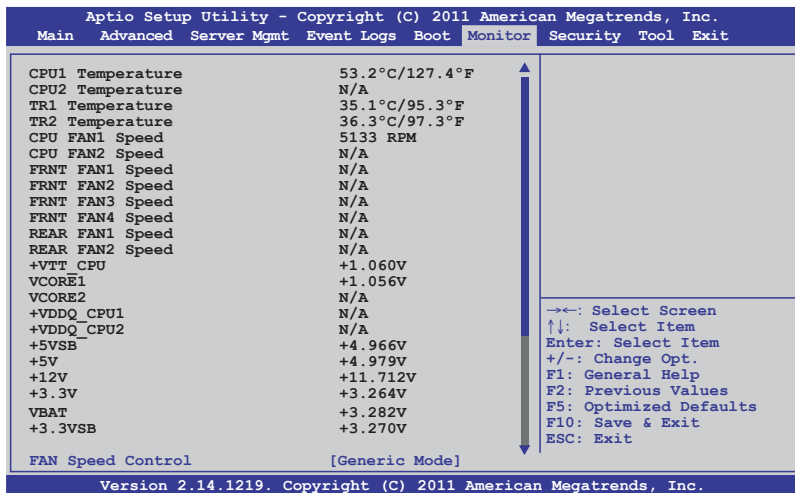 Aptio Setup Utility - Copyright (C) 2011 American Megatrends, Inc.
Main Advanced Server Mgmt Event Logs Boot Monitor Security Tool Exit
CPU1 Temperature 53.2°C/127.4°F
CPU2 Temperature N/A
TR1 Temperature 35.1°C/95.3°F
TR2 Temperature 36.3°C/97.3°F
CPU FAN1 Speed 5133 RPM
CPU FAN2 Speed N/A
FRNT FAN1 Speed N/A
FRNT FAN2 Speed N/A
FRNT FAN3 Speed N/A
FRNT FAN4 Speed N/A
REAR FAN1 Speed N/A
REAR FAN2 Speed N/A
+VTT_CPU +1.060V
VCORE1 +1.056V
VCORE2 N/A
+VDDQ_CPU1 N/A
+VDDQ_CPU2 N/A
+5VSB +4.966V
+5V +4.979V
+12V +11.712V
+3.3V +3.264V
VBAT +3.282V
+3.3VSB +3.270V
FAN Speed Control [Generic Mode]
→←: Select Screen
↑↓: Select Item
Enter: Select Item
+/-: Change Opt.
F1: General Help
F2: Previous Values
F5: Optimized Defaults
F10: Save & Exit
ESC: Exit
Version 2.14.1219. Copyright (C) 2011 American Megatrends, Inc.